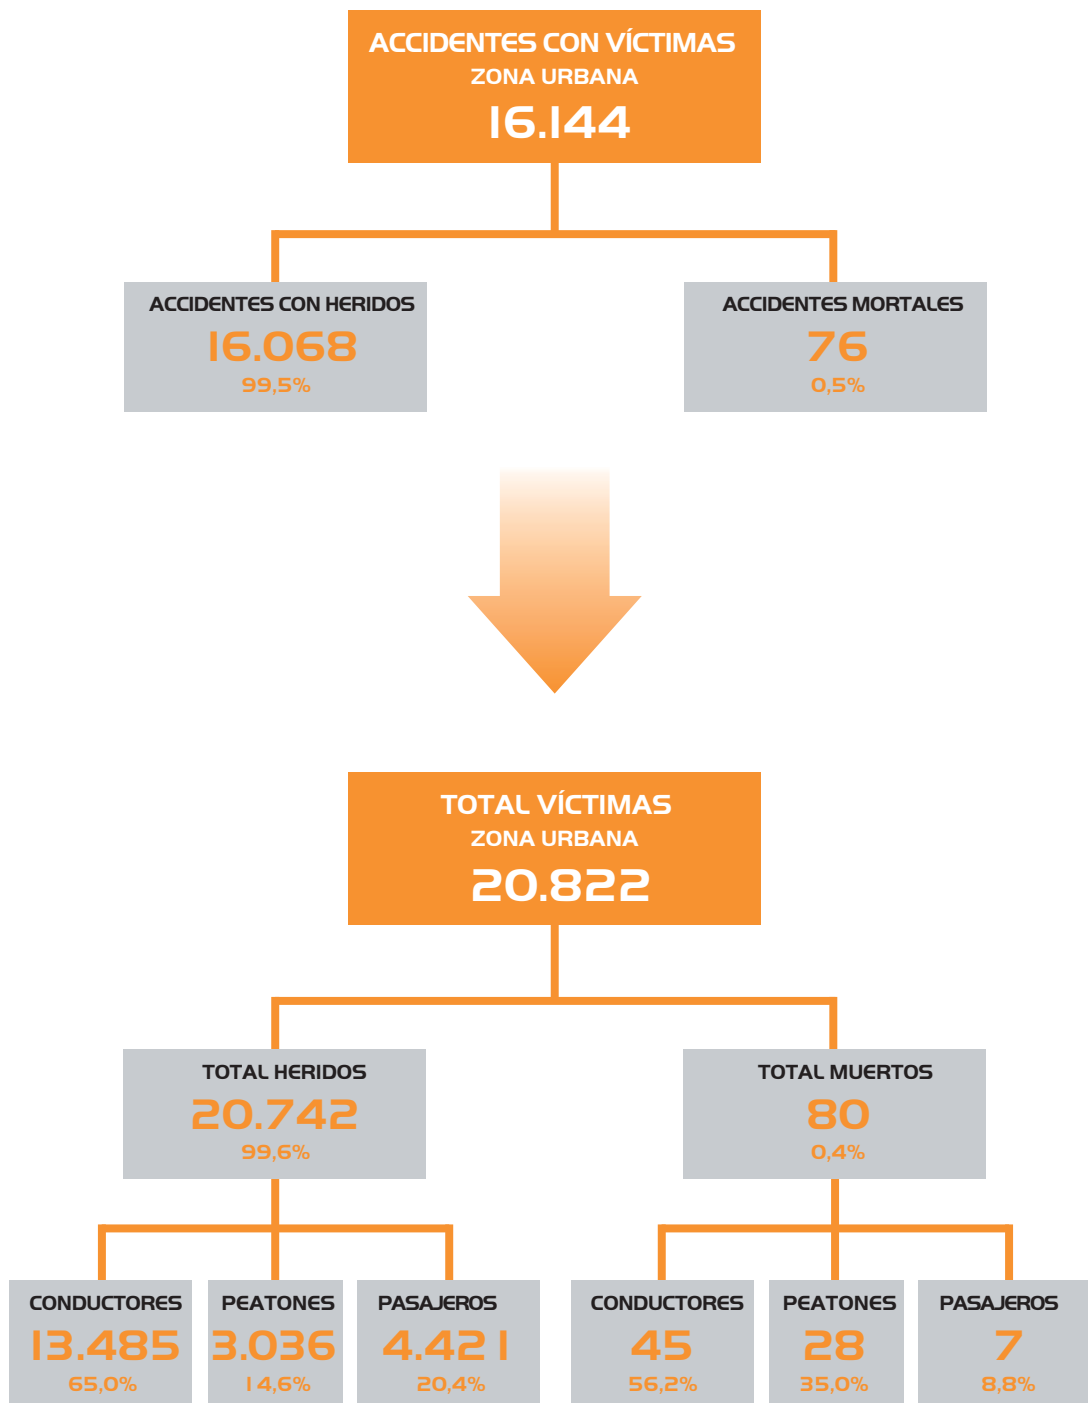 ACCIDENTES CON VÍCTIMAS
ZONA URBANA
16.144
ACCIDENTES CON HERIDOS
16.068
99,5%
ACCIDENTES MORTALES
76
0,5%
TOTAL VÍCTIMAS
ZONA URBANA
20.822
TOTAL HERIDOS
20.742
99,6%
TOTAL MUERTOS
80
0,4%
CONDUCTORES
13.485
65,0%
PEATONES
3.036
14,6%
PASAJEROS
4.421
20,4%
CONDUCTORES
45
56,2%
PEATONES
28
35,0%
PASAJEROS
7
8,8%